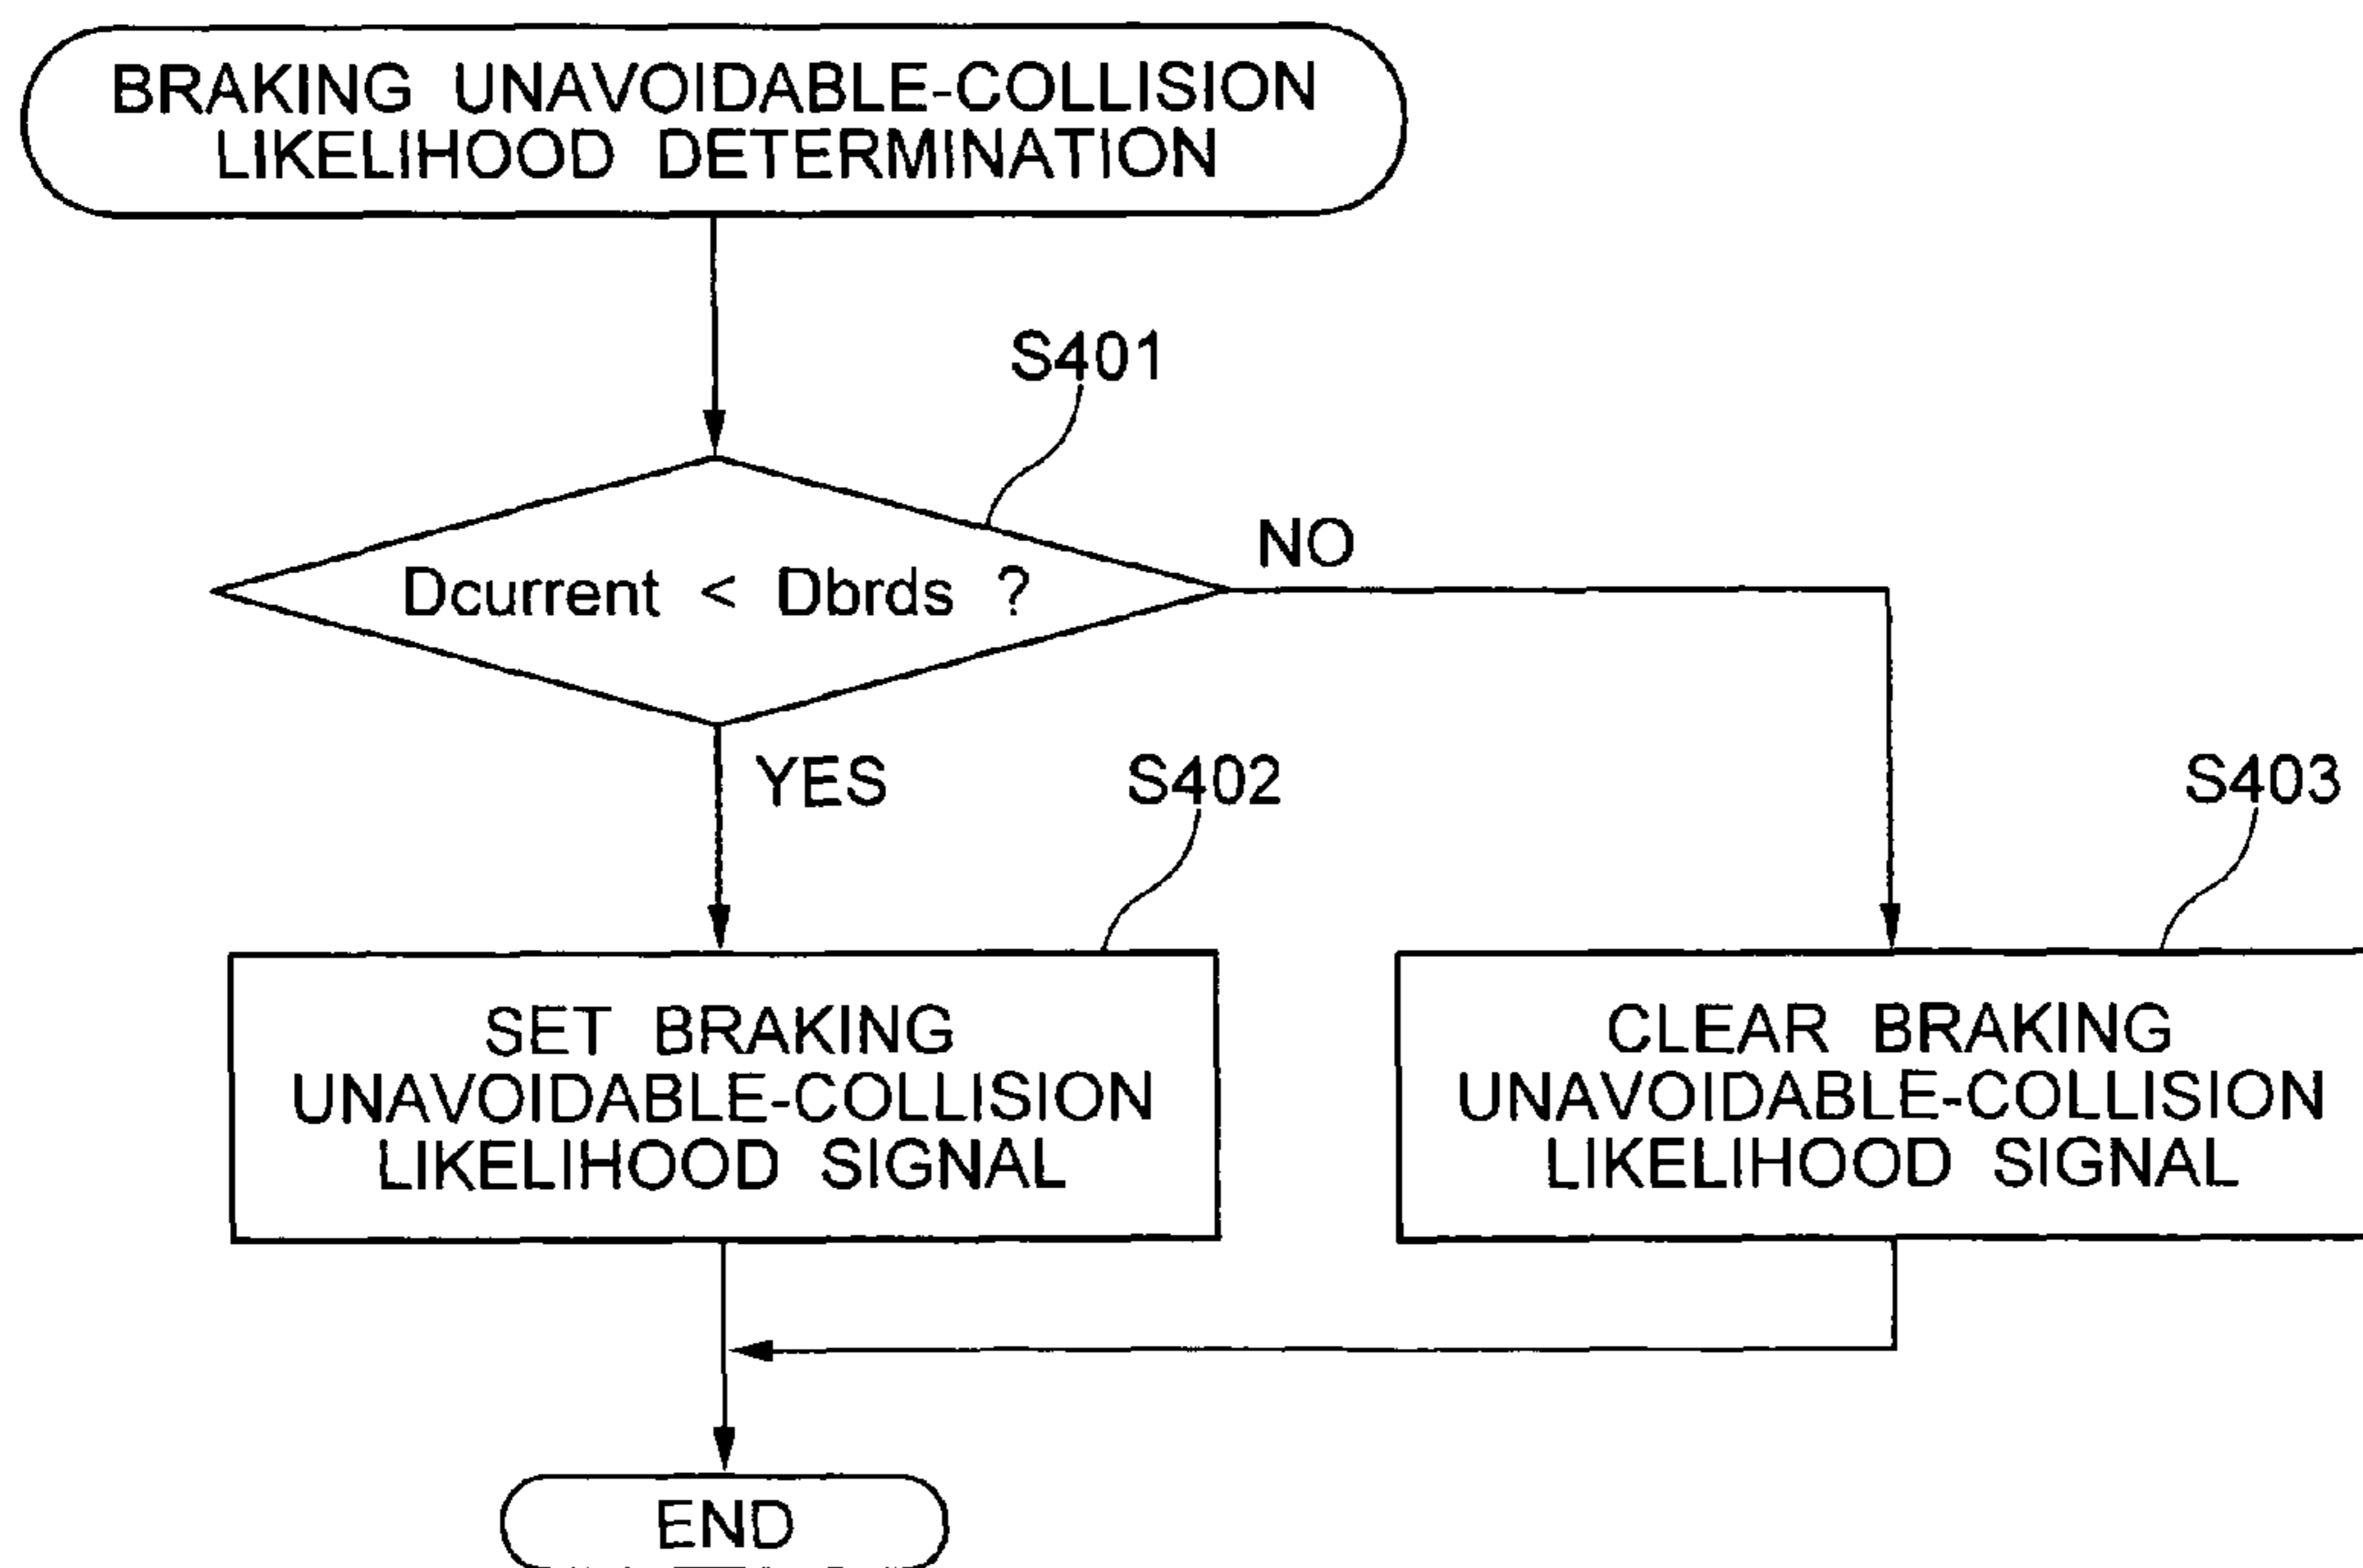 BRAKING UNAVOIDABLE-COLLISION
LIKELIHOOD DETERMINATION
S401
Dcurrent < Dbrds ?
NO
YES
S402
S403
SET BRAKING
UNAVOIDABLE-COLLISION
LIKELIHOOD SIGNAL
CLEAR BRAKING
UNAVOIDABLE-COLLISION
LIKELIHOOD SIGNAL
END